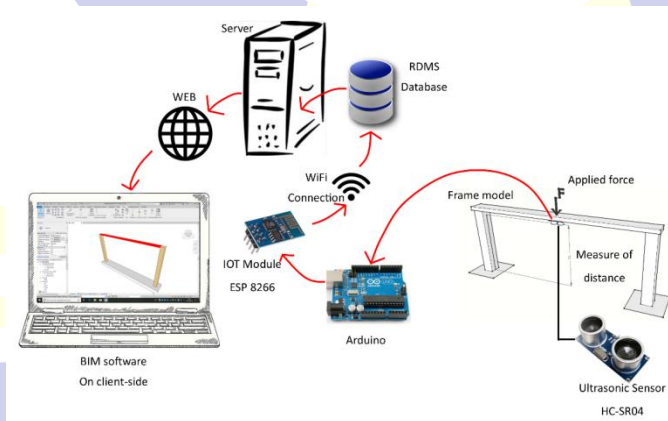 Server
RDMS
Database
WEB
WiFi
Connection
Applied force
F
Frame model
Measure of
distance
IOT Module
ESP 8266
Arduino
BIM software
On client-side
Ultrasonic Sensor
HC-SR04